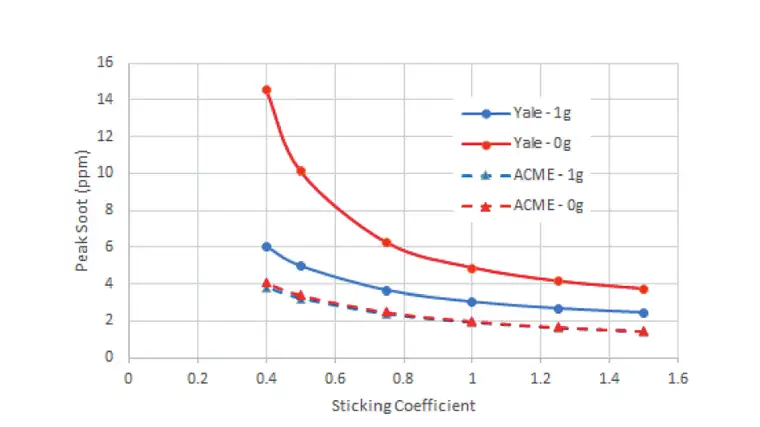 16
14
12
10
8
6
4
2
0
Peak Soot (ppm)
0 0.2 0.4 0.6 0.8 1 1.2 1.4 1.6
Sticking Coefficient
Yale - 1g
Yale - 0g
ACME - 1g
ACME - 0g